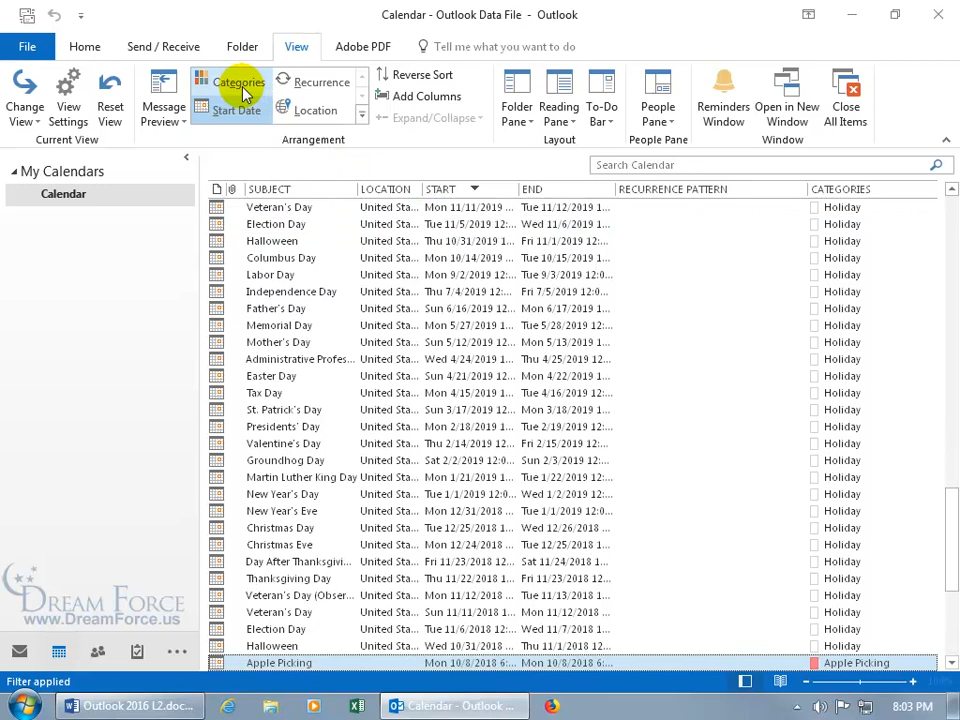 Calendar - Outlook Data File - Outlook
File
Home
Send / Receive
Folder
View
Adobe PDF
Tell me what you want to do
Change View
View Settings
Reset View
Current View
Message Preview
Categories
Start Date
Recurrence
Location
Reverse Sort
Add Columns
Expand/Collapse
Arrangement
Folder Pane
Reading Pane
To-Do Bar
Layout
People Pane
People Pane
Reminders Window
Open in New Window
Close All Items
Window
My Calendars
Calendar
Search Calendar
SUBJECT LOCATION START END RECURRENCE PATTERN CATEGORIES
Veteran's Day United Sta... Mon 11/11/2019 ... Tue 11/12/2019 1... Holiday
Election Day United Sta... Tue 11/5/2019 12:... Wed 11/6/2019 1... Holiday
Halloween United Sta... Thu 10/31/2019 ... Fri 11/1/2019 12:... Holiday
Columbus Day United Sta... Mon 10/14/2019 ... Tue 10/15/2019 1... Holiday
Labor Day United Sta... Mon 9/2/2019 12:... Tue 9/3/2019 12:0... Holiday
Independence Day United Sta... Thu 7/4/2019 12:... Fri 7/5/2019 12:0... Holiday
Father's Day United Sta... Sun 6/16/2019 12... Mon 6/17/2019 1... Holiday
Memorial Day United Sta... Mon 5/27/2019 1... Tue 5/28/2019 12:... Holiday
Mother's Day United Sta... Sun 5/12/2019 12... Mon 5/13/2019 1... Holiday
Administrative Profes... United Sta... Wed 4/24/2019 1... Thu 4/25/2019 12... Holiday
Easter Day United Sta... Sun 4/21/2019 12... Mon 4/22/2019 1... Holiday
Tax Day United Sta... Mon 4/15/2019 1... Tue 4/16/2019 12:... Holiday
St. Patrick's Day United Sta... Sun 3/17/2019 12... Mon 3/18/2019 1... Holiday
Presidents' Day United Sta... Mon 2/18/2019 1... Tue 2/19/2019 12:... Holiday
Valentine's Day United Sta... Thu 2/14/2019 12... Fri 2/15/2019 12:... Holiday
Groundhog Day United Sta... Sat 2/2/2019 12:0... Sun 2/3/2019 12:... Holiday
Martin Luther King Day United Sta... Mon 1/21/2019 1... Tue 1/22/2019 12:... Holiday
New Year's Day United Sta... Tue 1/1/2019 12:0... Wed 1/2/2019 12:... Holiday
New Year's Eve United Sta... Mon 12/31/2018 ... Tue 1/1/2019 12:0... Holiday
Christmas Day United Sta... Tue 12/25/2018 1... Wed 12/26/2018 ... Holiday
Christmas Eve United Sta... Mon 12/24/2018 ... Tue 12/25/2018 1... Holiday
Day After Thanksgivi... United Sta... Fri 11/23/2018 12... Sat 11/24/2018 1... Holiday
Thanksgiving Day United Sta... Thu 11/22/2018 ... Fri 11/23/2018 12... Holiday
Veteran's Day (Obser... United Sta... Mon 11/12/2018 ... Tue 11/13/2018 1... Holiday
Veteran's Day United Sta... Sun 11/11/2018 1... Mon 11/12/2018 ... Holiday
Election Day United Sta... Tue 11/6/2018 12:... Wed 11/7/2018 1... Holiday
Halloween United Sta... Wed 10/31/2018 ... Thu 11/1/2018 12... Holiday
Apple Picking Mon 10/8/2018 6:... Mon 10/8/2018 6:... Apple Picking
DREAM FORCE
www.DreamForce.us
Filter applied
Outlook 2016 L2.doc...
Calendar - Outlook ...
8:03 PM